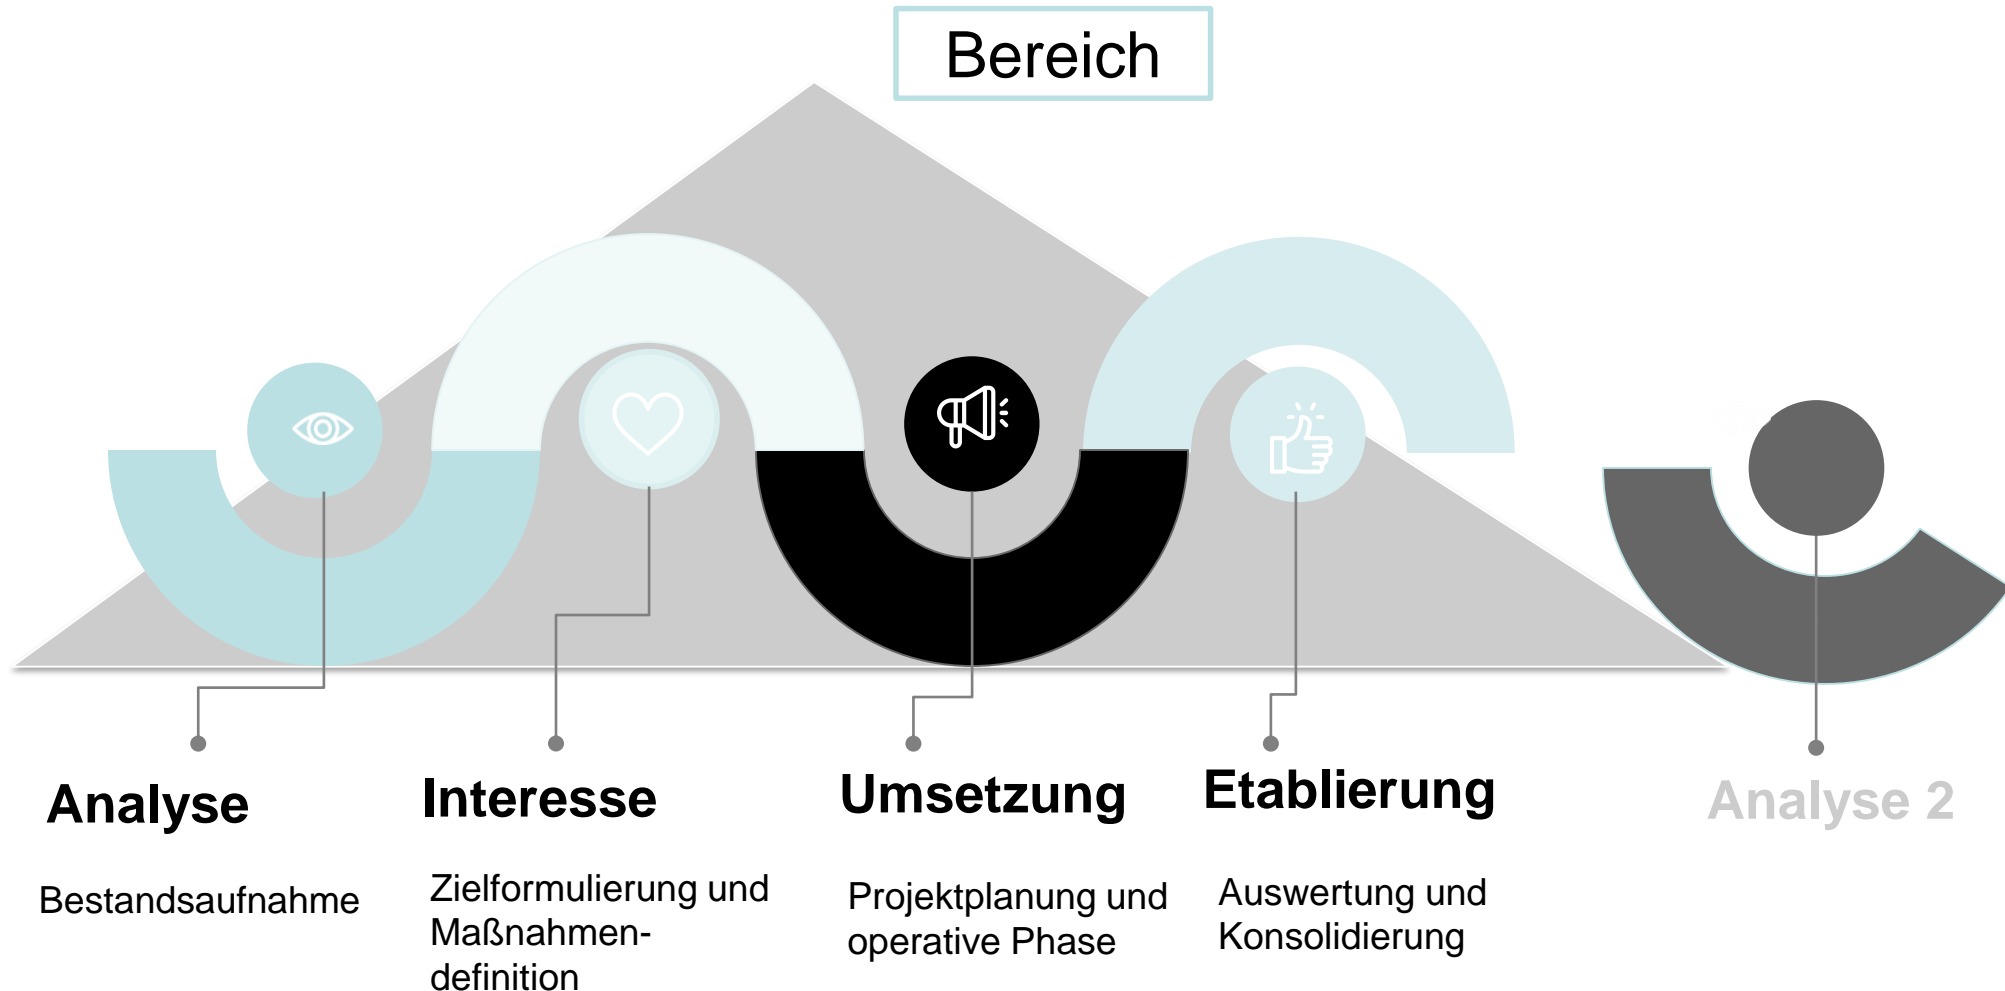 Bereich
Analyse
Bestandsaufnahme
Interesse
Zielformulierung und
Maßnahmen-
definition
Umsetzung
Projektplanung und
operative Phase
Etablierung
Auswertung und
Konsolidierung
Analyse 2